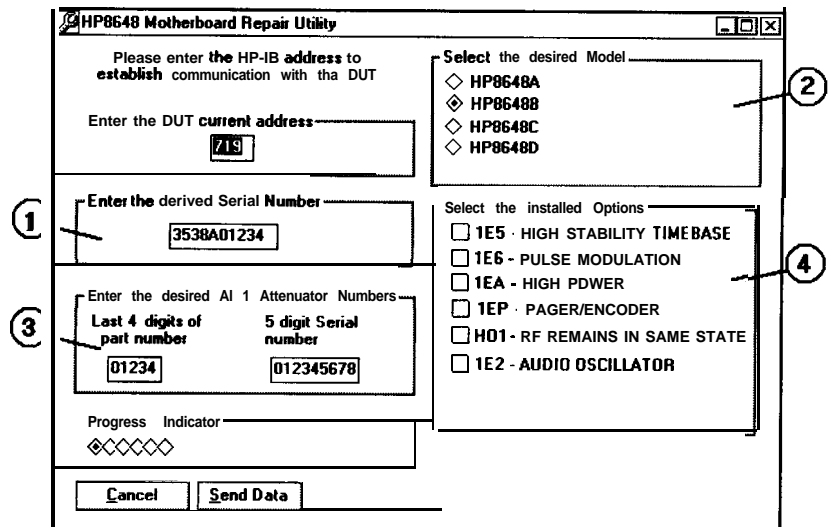 HP8648 Motherboard Repair Utility
Please enter the HP-IB address to
establish communication with tha DUT
Enter the DUT current address
719
Select the desired Model
HP8648A
HP8648B
HP8648C
HP8648D
2
1
Enter the derived Serial Number
3538A01234
Select the installed Options
1E5 · HIGH STABILITY TIMEBASE
1E6 - PULSE MODULATION
1EA - HIGH PDWER
1EP · PAGER/ENCODER
H01 - RF REMAINS IN SAME STATE
1E2 - AUDIO OSCILLATOR
4
3
Enter the desired Al 1 Attenuator Numbers
Last 4 digits of
part number
01234
5 digit Serial
number
012345678
Progress Indicator
Cancel
Send Data